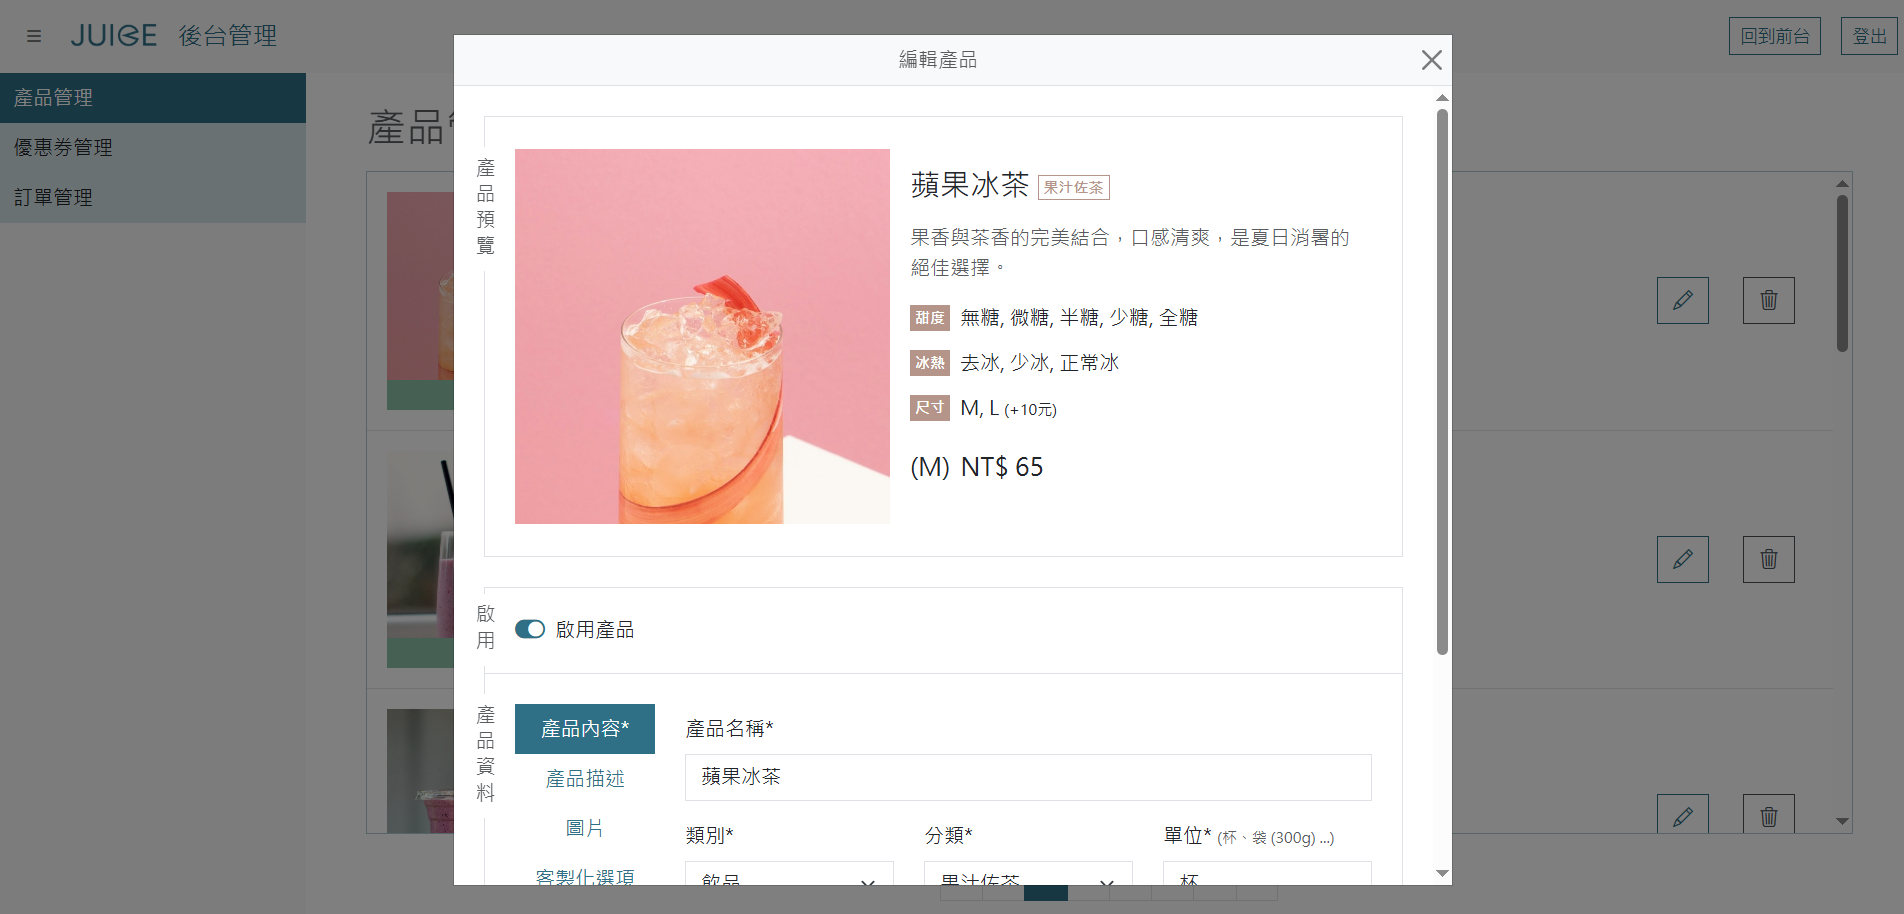 JUICE 後台管理
回到前台
登出
產品管理
優惠券管理
訂單管理
產品
編輯產品
產品預覽
蘋果冰茶 果汁佐茶
果香與茶香的完美結合，口感清爽，是夏日消暑的
絕佳選擇。
甜度 無糖, 微糖, 半糖, 少糖, 全糖
冰熱 去冰, 少冰, 正常冰
尺寸 M, L (+10元)
(M) NT$ 65
啟用
啟用產品
產品資料
產品內容*
產品描述
圖片
客製化選項
產品名稱*
蘋果冰茶
類別*
分類*
單位* (杯、袋 (300g) ...)
飲品
果汁佐茶
杯